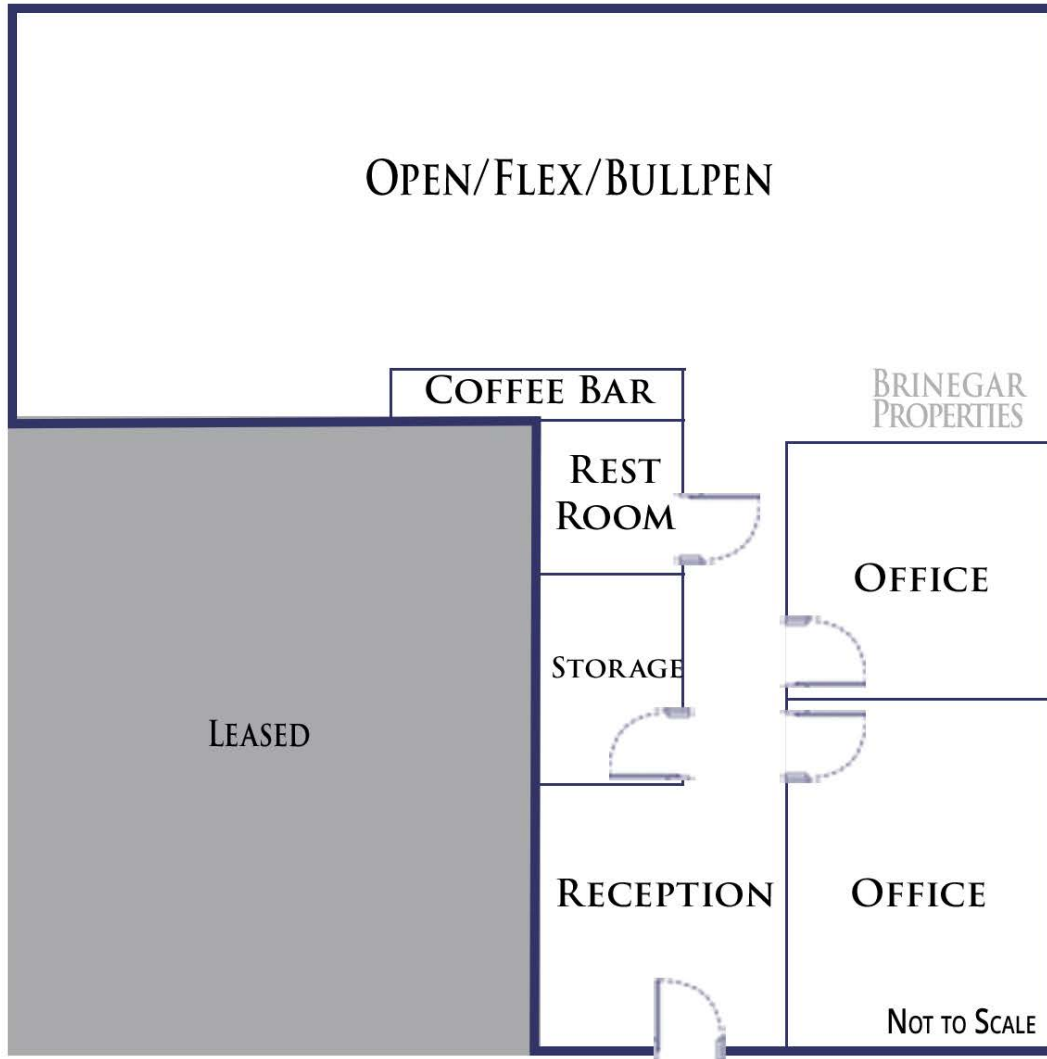 Open/Flex/Bullpen
Coffee Bar
Brinegar
Properties
Rest
Room
Office
Storage
Leased
Reception
Office
Not to Scale